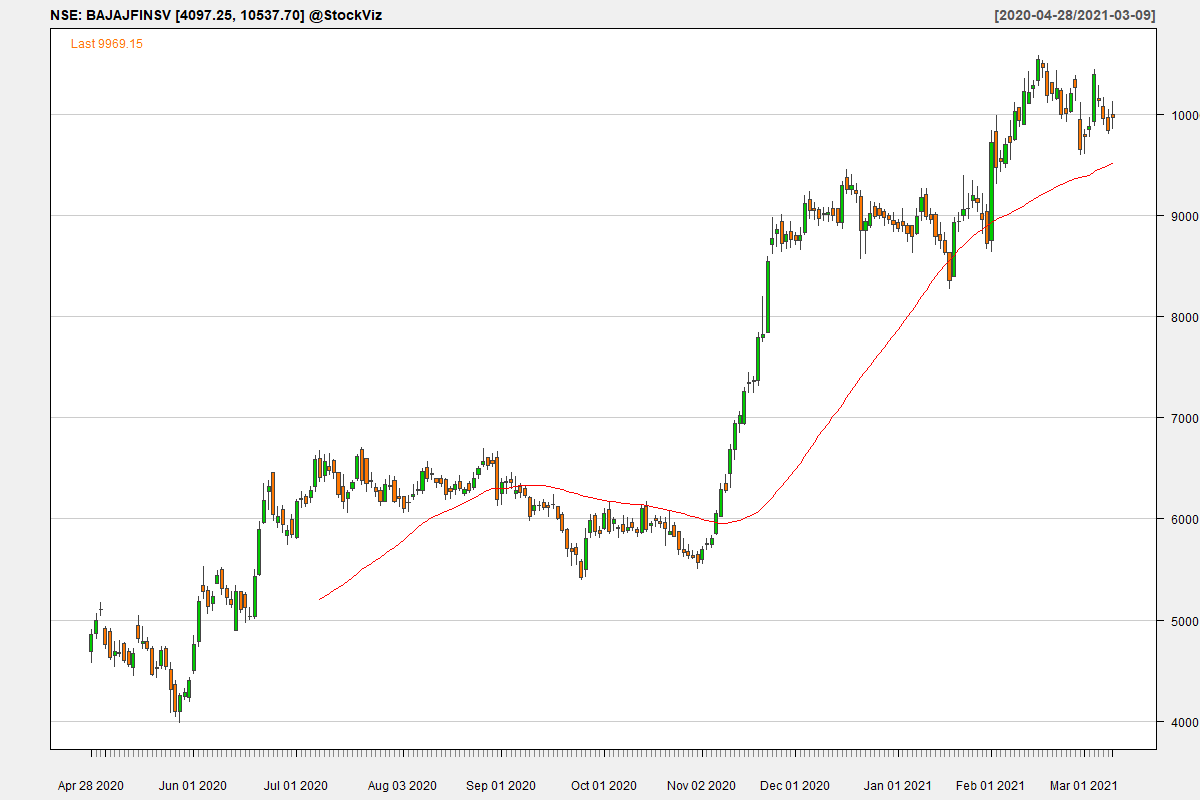 NSE: BAJAJFINSV [4097.25, 10537.70] @StockViz
[2020-04-28/2021-03-09]
Last 9969.15
1000
9000
8000
7000
6000
5000
4000
Apr 28 2020 Jun 01 2020 Jul 01 2020 Aug 03 2020 Sep 01 2020 Oct 01 2020 Nov 02 2020 Dec 01 2020 Jan 01 2021 Feb 01 2021 Mar 01 2021